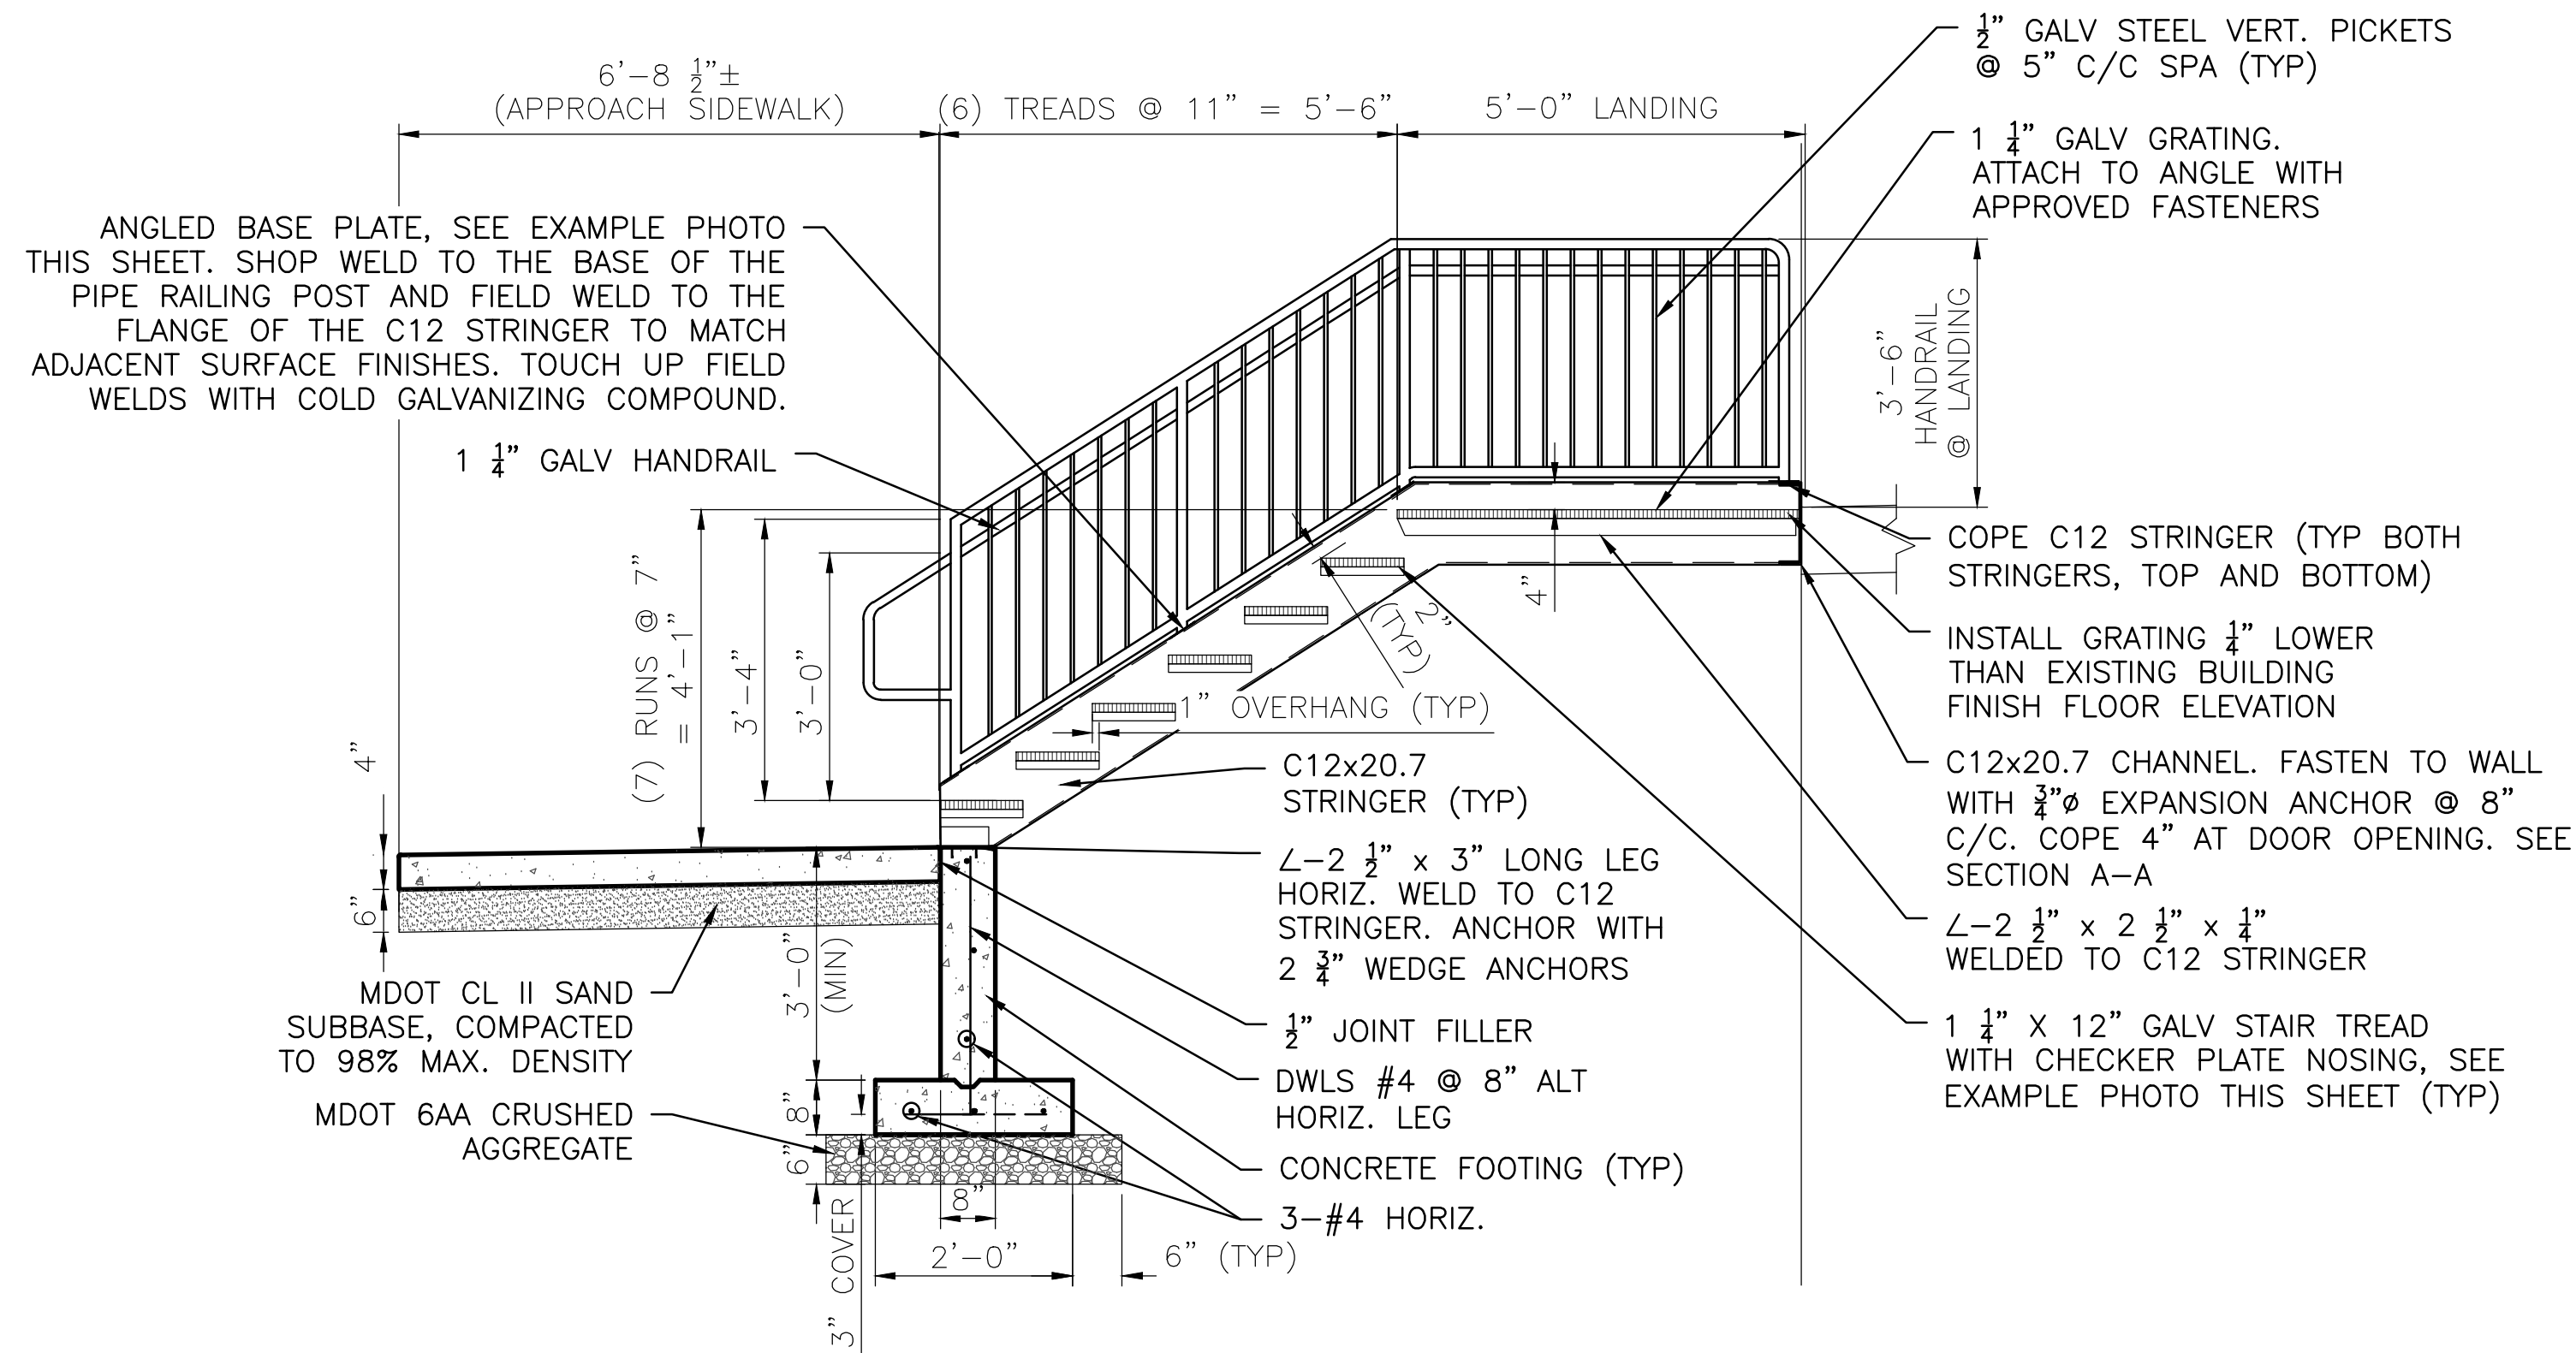 6'-8 ½"±
(APPROACH SIDEWALK)
(6) TREADS @ 11" = 5'-6"
5'-0" LANDING
½" GALV STEEL VERT. PICKETS
@ 5" C/C SPA (TYP)
1 ¼" GALV GRATING.
ATTACH TO ANGLE WITH
APPROVED FASTENERS
ANGLED BASE PLATE, SEE EXAMPLE PHOTO
THIS SHEET. SHOP WELD TO THE BASE OF THE
PIPE RAILING POST AND FIELD WELD TO THE
FLANGE OF THE C12 STRINGER TO MATCH
ADJACENT SURFACE FINISHES. TOUCH UP FIELD
WELDS WITH COLD GALVANIZING COMPOUND.
1 ¼" GALV HANDRAIL
3'-6"
HANDRAIL
@ LANDING
(7) RUNS @ 7"
= 4'-1"
3'-4"
3'-0"
4"
2"
(TYP)
1" OVERHANG (TYP)
COPE C12 STRINGER (TYP BOTH
STRINGERS, TOP AND BOTTOM)
INSTALL GRATING ¼" LOWER
THAN EXISTING BUILDING
FINISH FLOOR ELEVATION
C12x20.7 CHANNEL. FASTEN TO WALL
WITH ¾"ø EXPANSION ANCHOR @ 8"
C/C. COPE 4" AT DOOR OPENING. SEE
SECTION A-A
∠-2 ½" x 2 ½" x ¼"
WELDED TO C12 STRINGER
1 ¼" X 12" GALV STAIR TREAD
WITH CHECKER PLATE NOSING, SEE
EXAMPLE PHOTO THIS SHEET (TYP)
C12x20.7
STRINGER (TYP)
∠-2 ½" x 3" LONG LEG
HORIZ. WELD TO C12
STRINGER. ANCHOR WITH
2 ¾" WEDGE ANCHORS
½" JOINT FILLER
DWLS #4 @ 8" ALT
HORIZ. LEG
CONCRETE FOOTING (TYP)
3-#4 HORIZ.
4"
6"
MDOT CL II SAND
SUBBASE, COMPACTED
TO 98% MAX. DENSITY
MDOT 6AA CRUSHED
AGGREGATE
3'-0"
(MIN)
8"
6"
3" COVER
8"
2'-0"
6" (TYP)